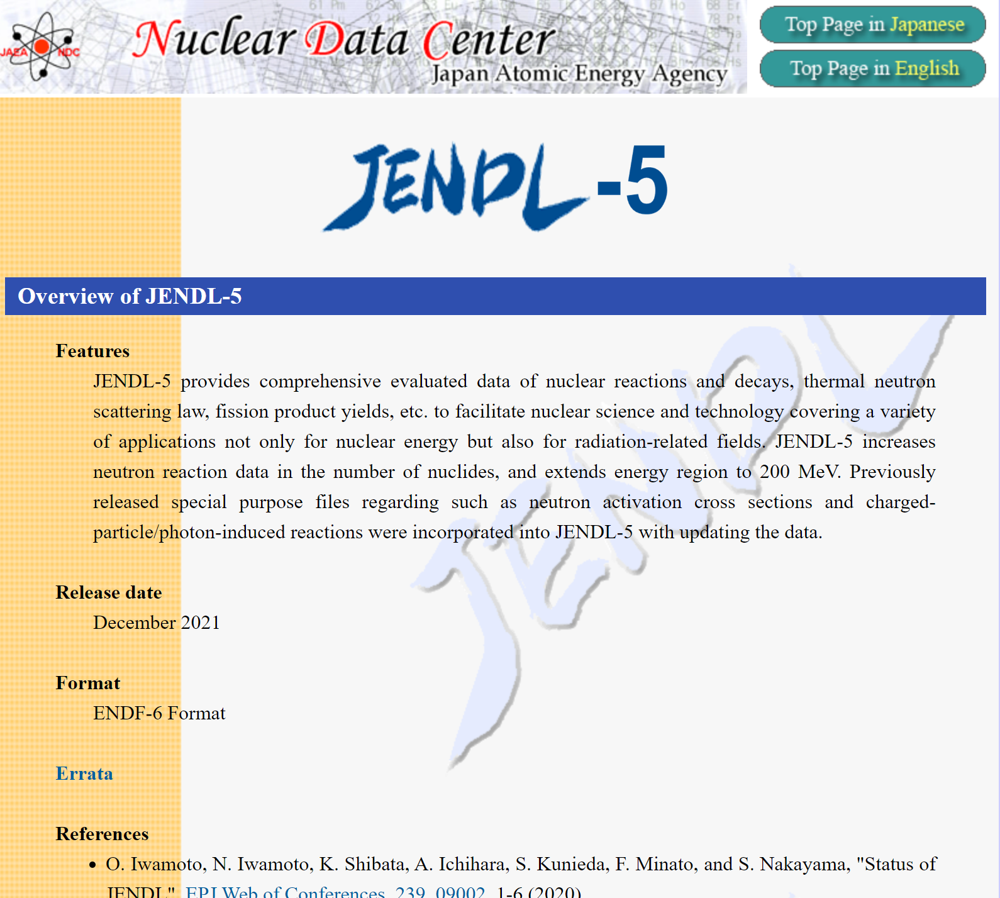 JAEA NDC
Nuclear Data Center
Japan Atomic Energy Agency
Top Page in Japanese
Top Page in English
JENDL-5
Overview of JENDL-5
Features
JENDL-5 provides comprehensive evaluated data of nuclear reactions and decays, thermal neutron
scattering law, fission product yields, etc. to facilitate nuclear science and technology covering a variety
of applications not only for nuclear energy but also for radiation-related fields. JENDL-5 increases
neutron reaction data in the number of nuclides, and extends energy region to 200 MeV. Previously
released special purpose files regarding such as neutron activation cross sections and charged-
particle/photon-induced reactions were incorporated into JENDL-5 with updating the data.
JENDL
Release date
December 2021
Format
ENDF-6 Format
Errata
References
• O. Iwamoto, N. Iwamoto, K. Shibata, A. Ichihara, S. Kunieda, F. Minato, and S. Nakayama, "Status of
JENDL", EPJ Web of Conferences, 239, 09002, 1-6 (2020)